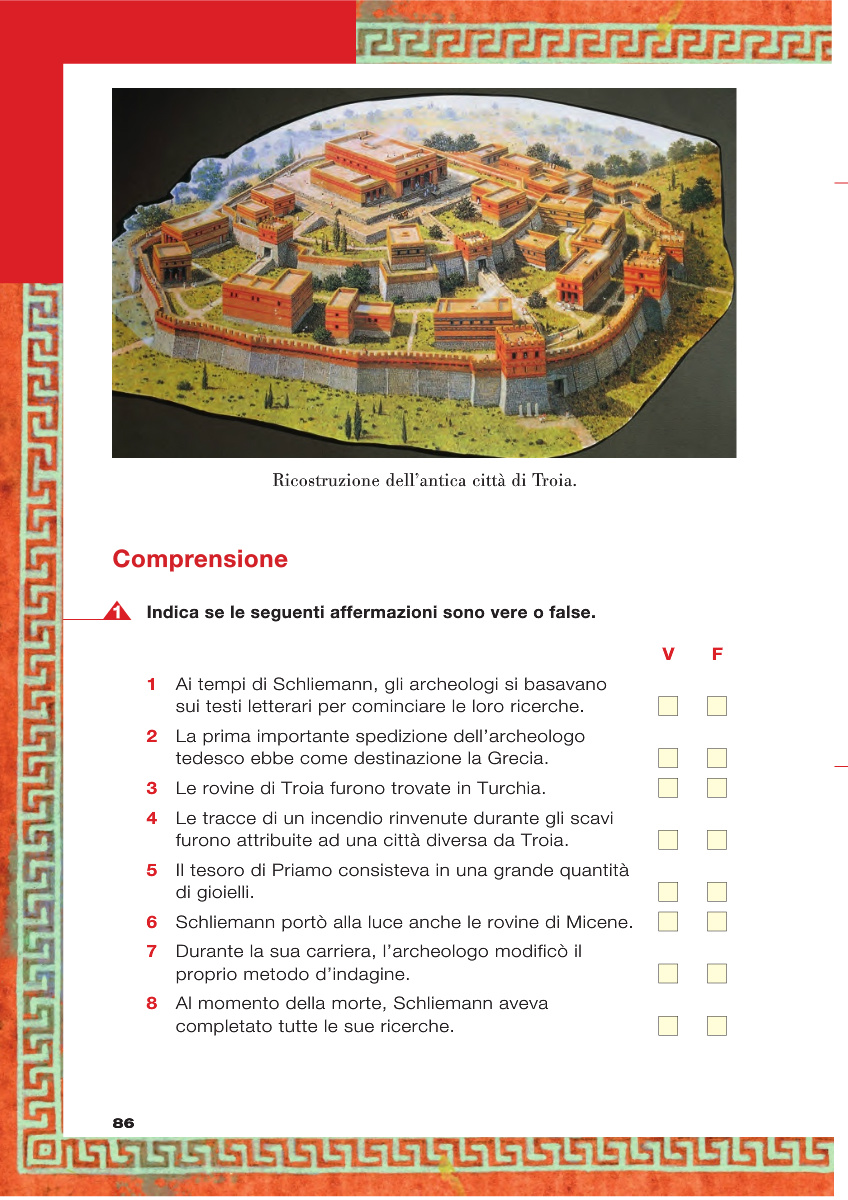 Ricostruzione dell'antica città di Troia.
Comprensione
1 Indica se le seguenti affermazioni sono vere o false.
V F
1 Ai tempi di Schliemann, gli archeologi si basavano
sui testi letterari per cominciare le loro ricerche.
2 La prima importante spedizione dell'archeologo
tedesco ebbe come destinazione la Grecia.
3 Le rovine di Troia furono trovate in Turchia.
4 Le tracce di un incendio rinvenute durante gli scavi
furono attribuite ad una città diversa da Troia.
5 Il tesoro di Priamo consisteva in una grande quantità
di gioielli.
6 Schliemann portò alla luce anche le rovine di Micene.
7 Durante la sua carriera, l'archeologo modificò il
proprio metodo d'indagine.
8 Al momento della morte, Schliemann aveva
completato tutte le sue ricerche.
86